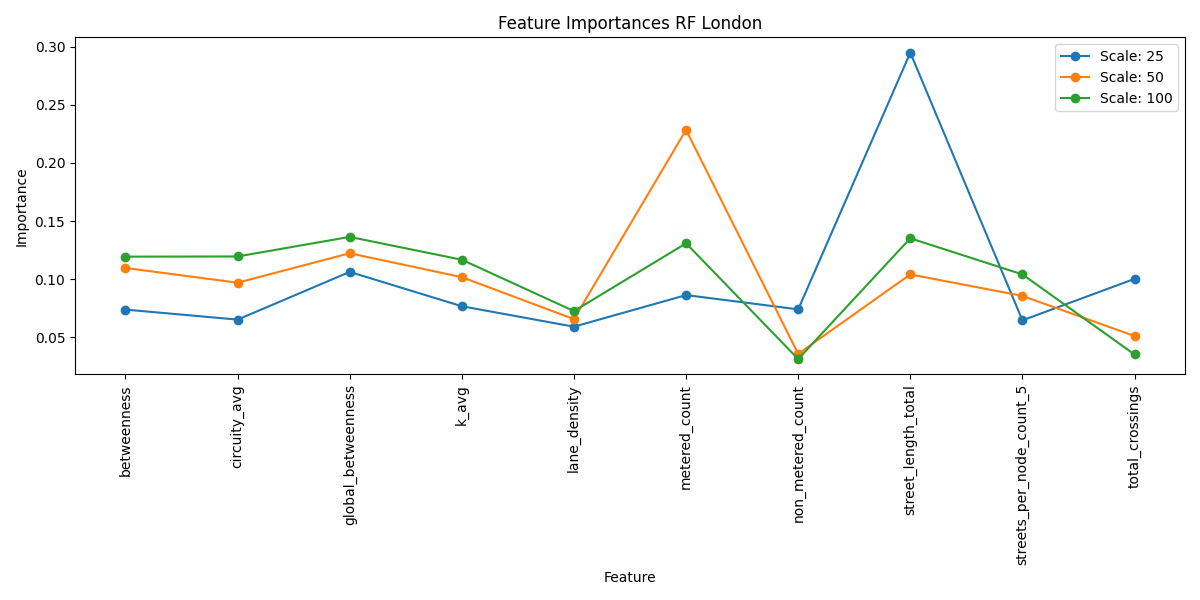 Feature Importances RF London
Scale: 25
Scale: 50
Scale: 100
Importance
0.30
0.25
0.20
0.15
0.10
0.05
betweenness
circuity_avg
global_betweenness
k_avg
lane_density
metered_count
non_metered_count
street_length_total
streets_per_node_count_5
total_crossings
Feature